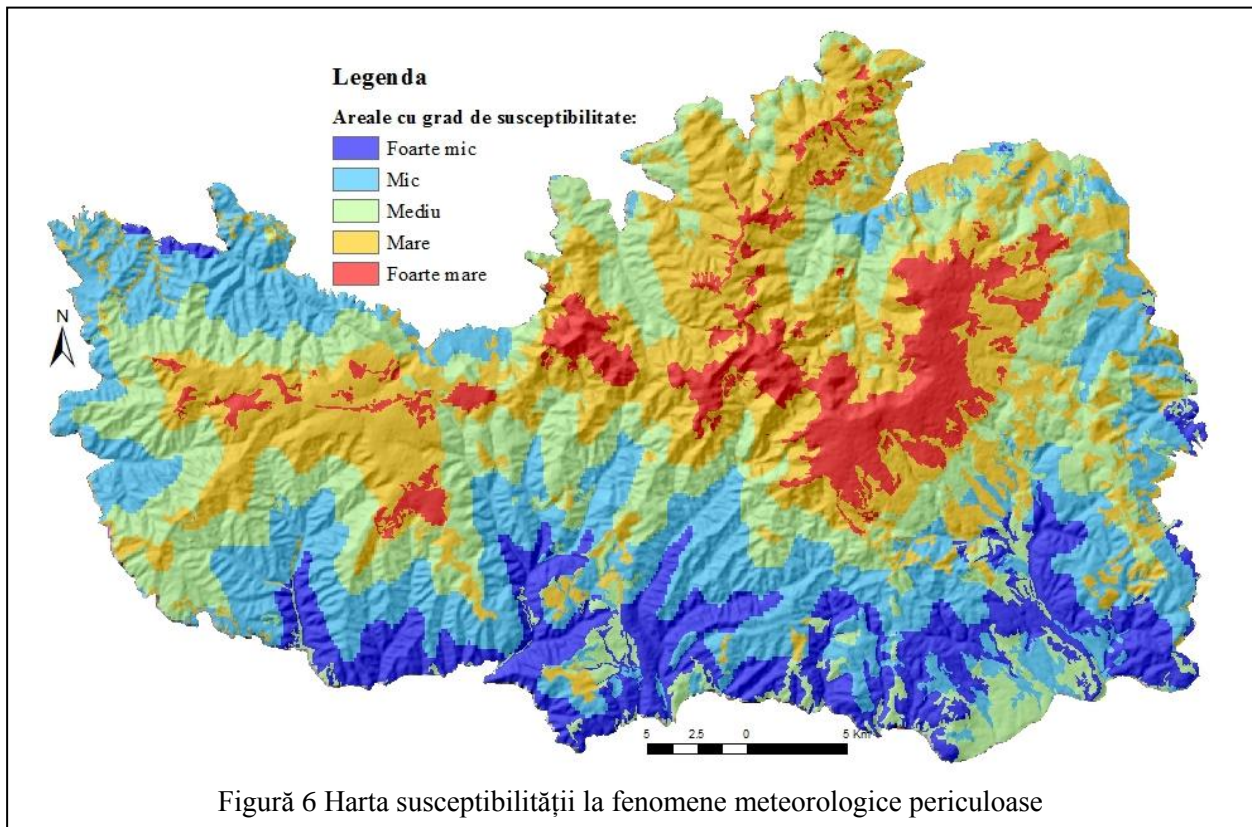 Legenda
Areale cu grad de susceptibilitate:
Foarte mic
Mic
Mediu
Mare
Foarte mare
N
5 2.5 0 5 Km
Figură 6 Harta susceptibilității la fenomene meteorologice periculoase